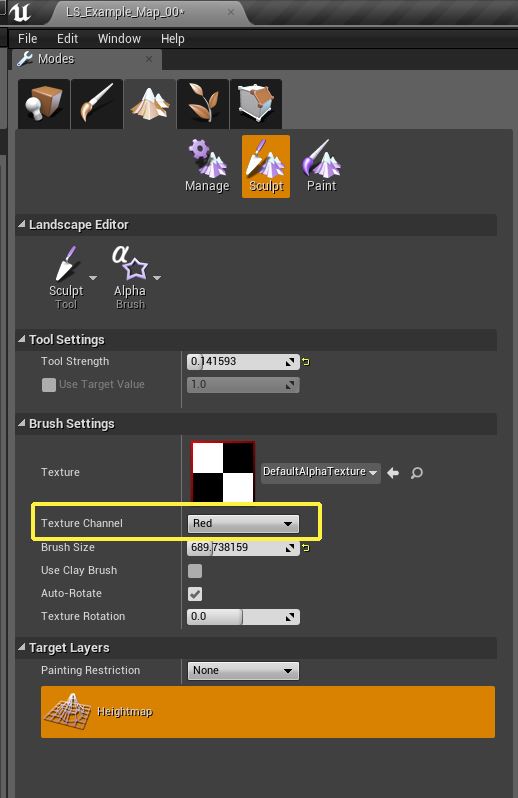 LS_Example_Map_00*
File Edit Window Help
Modes
Manage Sculpt Paint
Landscape Editor
α
Sculpt Alpha
Tool Brush
Tool Settings
Tool Strength 0.141593
Use Target Value 1.0
Brush Settings
Texture DefaultAlphaTexture
Texture Channel Red
Brush Size 689.738159
Use Clay Brush
Auto-Rotate
Texture Rotation 0.0
Target Layers
Painting Restriction None
Heightmap